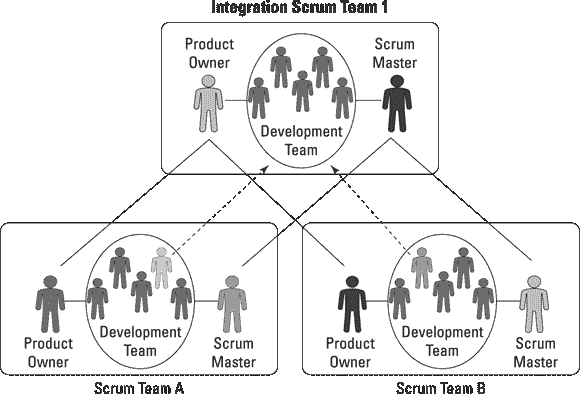 Integration Scrum Team 1
Product
Owner
Scrum
Master
Development
Team
Product
Owner
Development
Team
Scrum
Master
Scrum Team A
Product
Owner
Development
Team
Scrum
Master
Scrum Team B